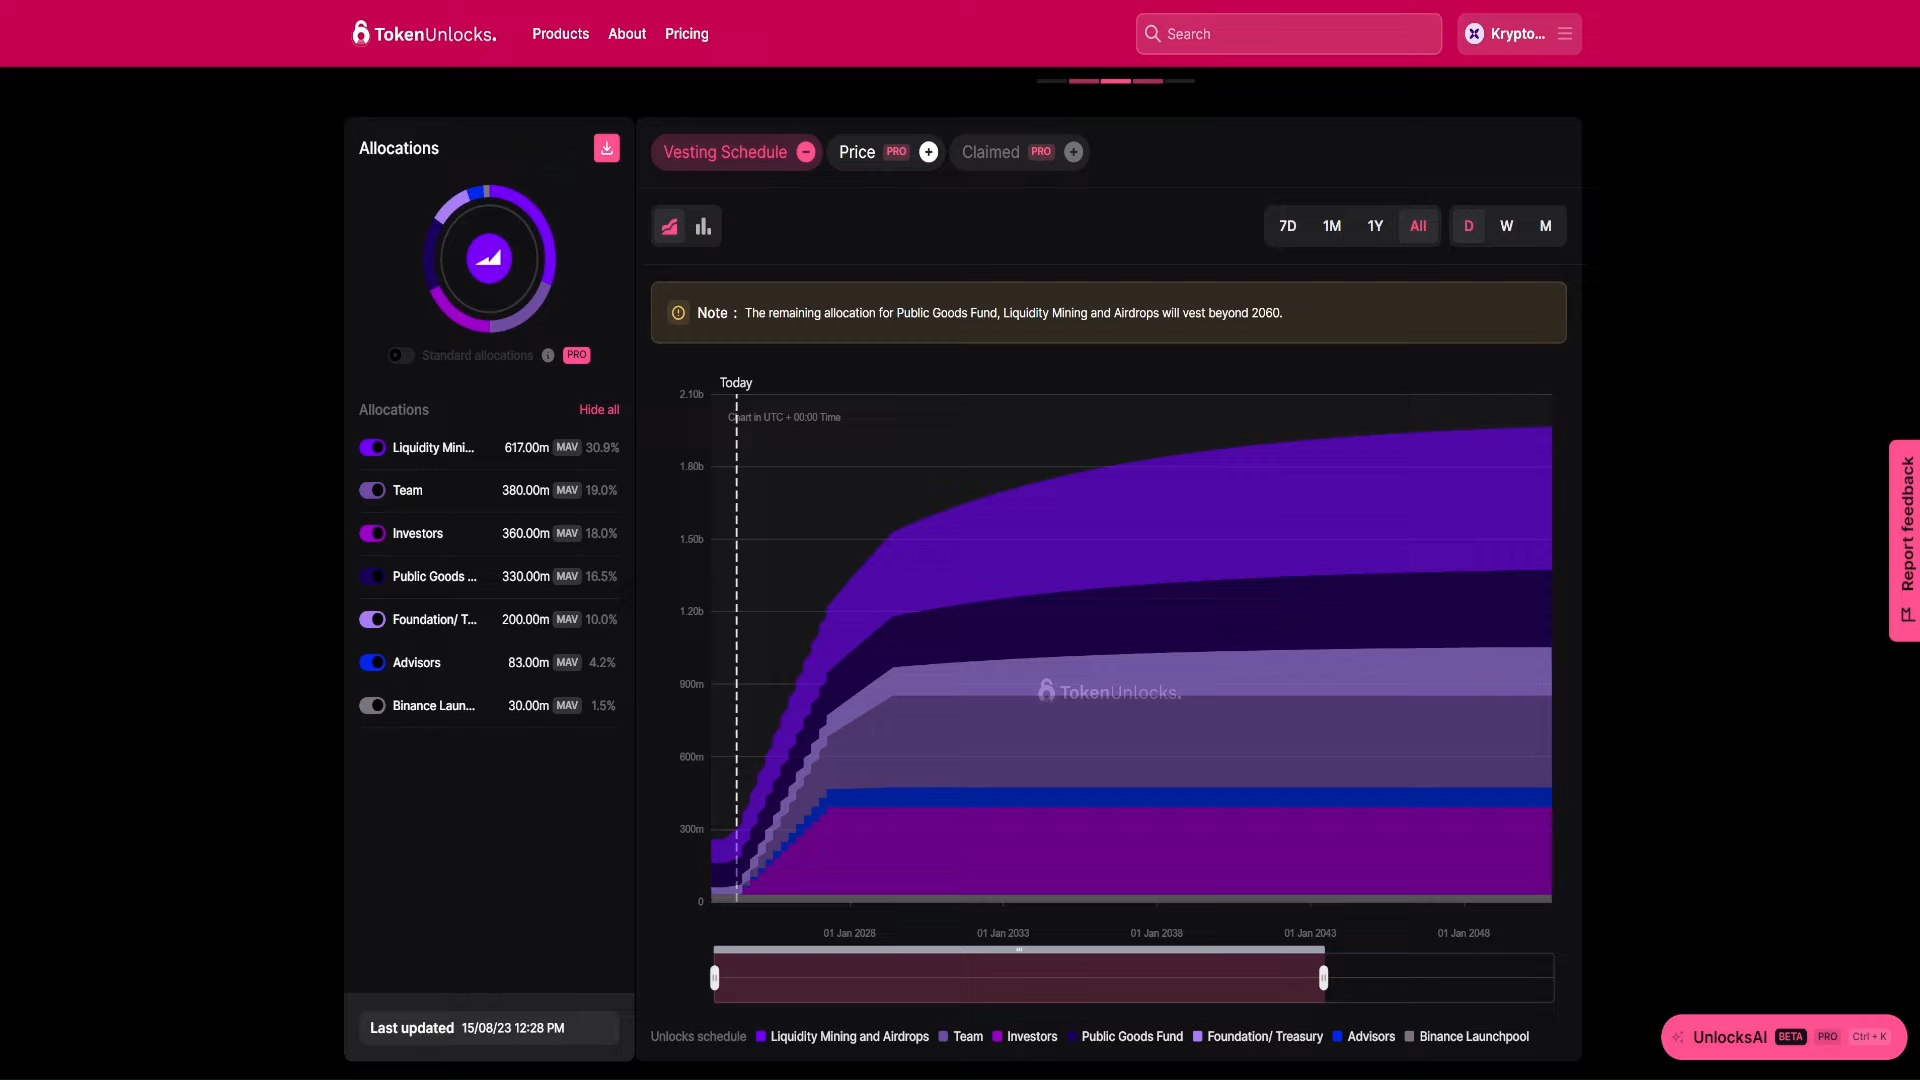 TokenUnlocks.
Products About Pricing
Search
Krypto...
Allocations
Vesting Schedule
Price PRO
Claimed PRO
7D 1M 1Y All
D W M
Note : The remaining allocation for Public Goods Fund, Liquidity Mining and Airdrops will vest beyond 2060.
Standard allocations PRO
Allocations Hide all
Liquidity Mini... 617.00m MAV 30.9%
Team 380.00m MAV 19.0%
Investors 360.00m MAV 18.0%
Public Goods ... 330.00m MAV 16.5%
Foundation/ T... 200.00m MAV 10.0%
Advisors 83.00m MAV 4.2%
Binance Laun... 30.00m MAV 1.5%
Last updated 15/08/23 12:28 PM
Today
Chart in UTC + 00:00 Time
2.10b
1.80b
1.50b
1.20b
900m
600m
300m
0
TokenUnlocks.
01 Jan 2028 01 Jan 2033 01 Jan 2038 01 Jan 2043 01 Jan 2048
Unlocks schedule Liquidity Mining and Airdrops Team Investors Public Goods Fund Foundation/ Treasury Advisors Binance Launchpool
Report feedback
UnlocksAI BETA PRO Ctrl + K